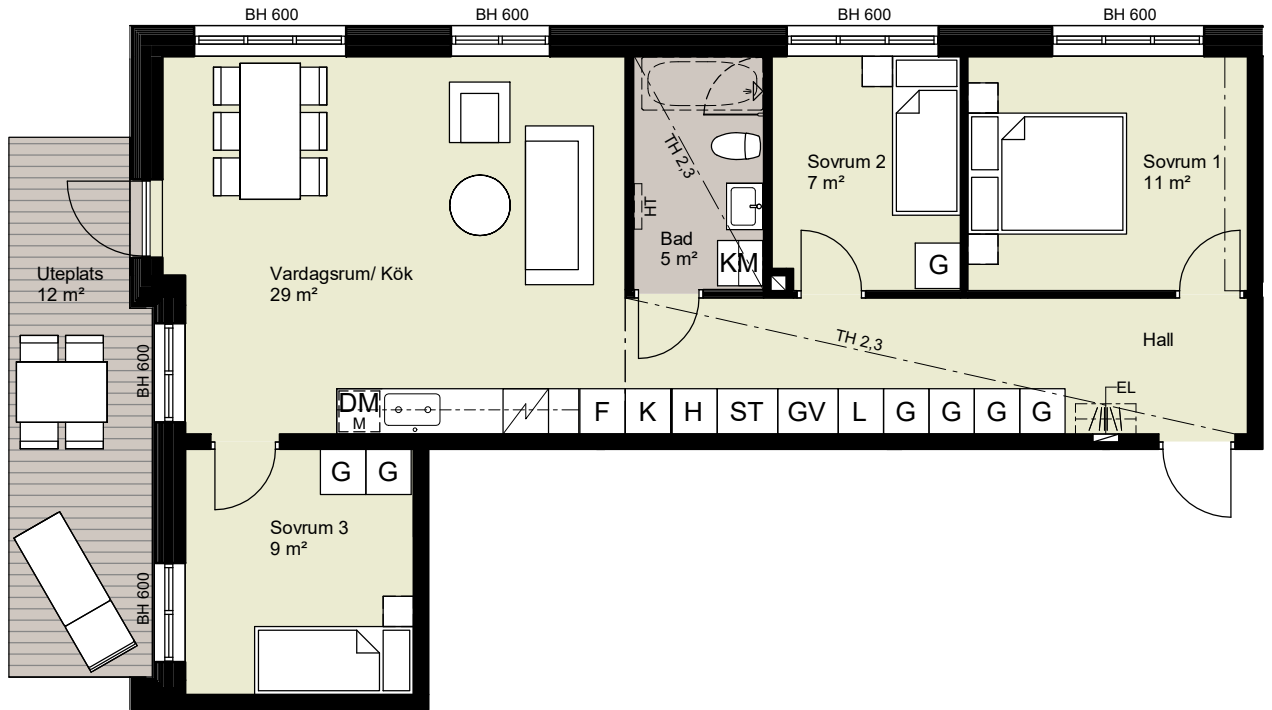 BH 600
BH 600
BH 600
BH 600
TH 2,3
Sovrum 2
7 m²
Sovrum 1
11 m²
HT
Bad
5 m²
KM
G
Uteplats
12 m²
Vardagsrum/ Kök
29 m²
BH 600
TH 2,3
Hall
EL
DM
M
F
K
H
ST
GV
L
G
G
G
G
G
G
Sovrum 3
9 m²
BH 600